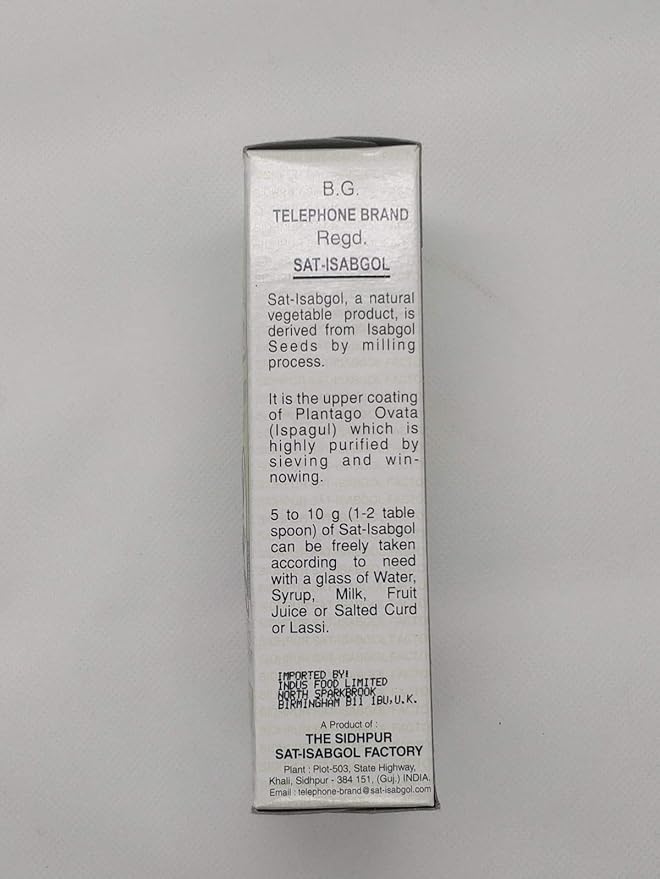 B.G.
TELEPHONE BRAND
Regd.
SAT-ISABGOL
Sat-Isabgol, a natural
vegetable product, is
derived from Isabgol
Seeds by milling
process.
It is the upper coating
of Plantago Ovata
(Ispagul) which is
highly purified by
sieving and win-
nowing.
5 to 10 g (1-2 table
spoon) of Sat-Isabgol
can be freely taken
according to need
with a glass of Water,
Syrup, Milk, Fruit
Juice or Salted Curd
or Lassi.
IMPORTED BY:
INDUS FOOD LIMITED
NORTH SPARKBROOK
BIRMINGHAM B11 1BU,U.K.
A Product of :
THE SIDHPUR
SAT-ISABGOL FACTORY
Plant : Plot-503, State Highway,
Khali, Sidhpur - 384 151, (Guj.) INDIA.
Email : telephone-brand@sat-isabgol.com